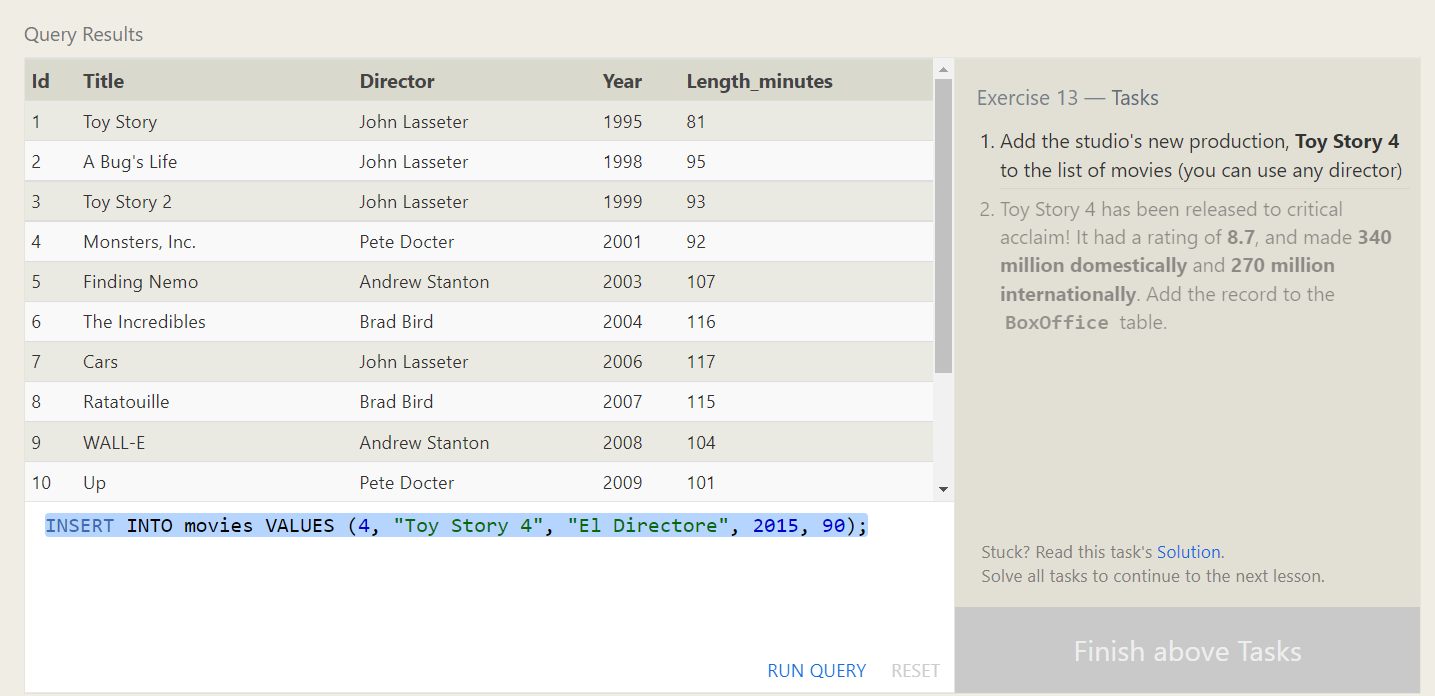 Query Results
Id Title Director Year Length_minutes
1 Toy Story John Lasseter 1995 81
2 A Bug's Life John Lasseter 1998 95
3 Toy Story 2 John Lasseter 1999 93
4 Monsters, Inc. Pete Docter 2001 92
5 Finding Nemo Andrew Stanton 2003 107
6 The Incredibles Brad Bird 2004 116
7 Cars John Lasseter 2006 117
8 Ratatouille Brad Bird 2007 115
9 WALL-E Andrew Stanton 2008 104
10 Up Pete Docter 2009 101
INSERT INTO movies VALUES (4, "Toy Story 4", "El Directore", 2015, 90);
RUN QUERY RESET
Exercise 13 — Tasks
1. Add the studio's new production, Toy Story 4
to the list of movies (you can use any director)
2. Toy Story 4 has been released to critical
acclaim! It had a rating of 8.7, and made 340
million domestically and 270 million
internationally. Add the record to the
BoxOffice table.
Stuck? Read this task's Solution.
Solve all tasks to continue to the next lesson.
Finish above Tasks